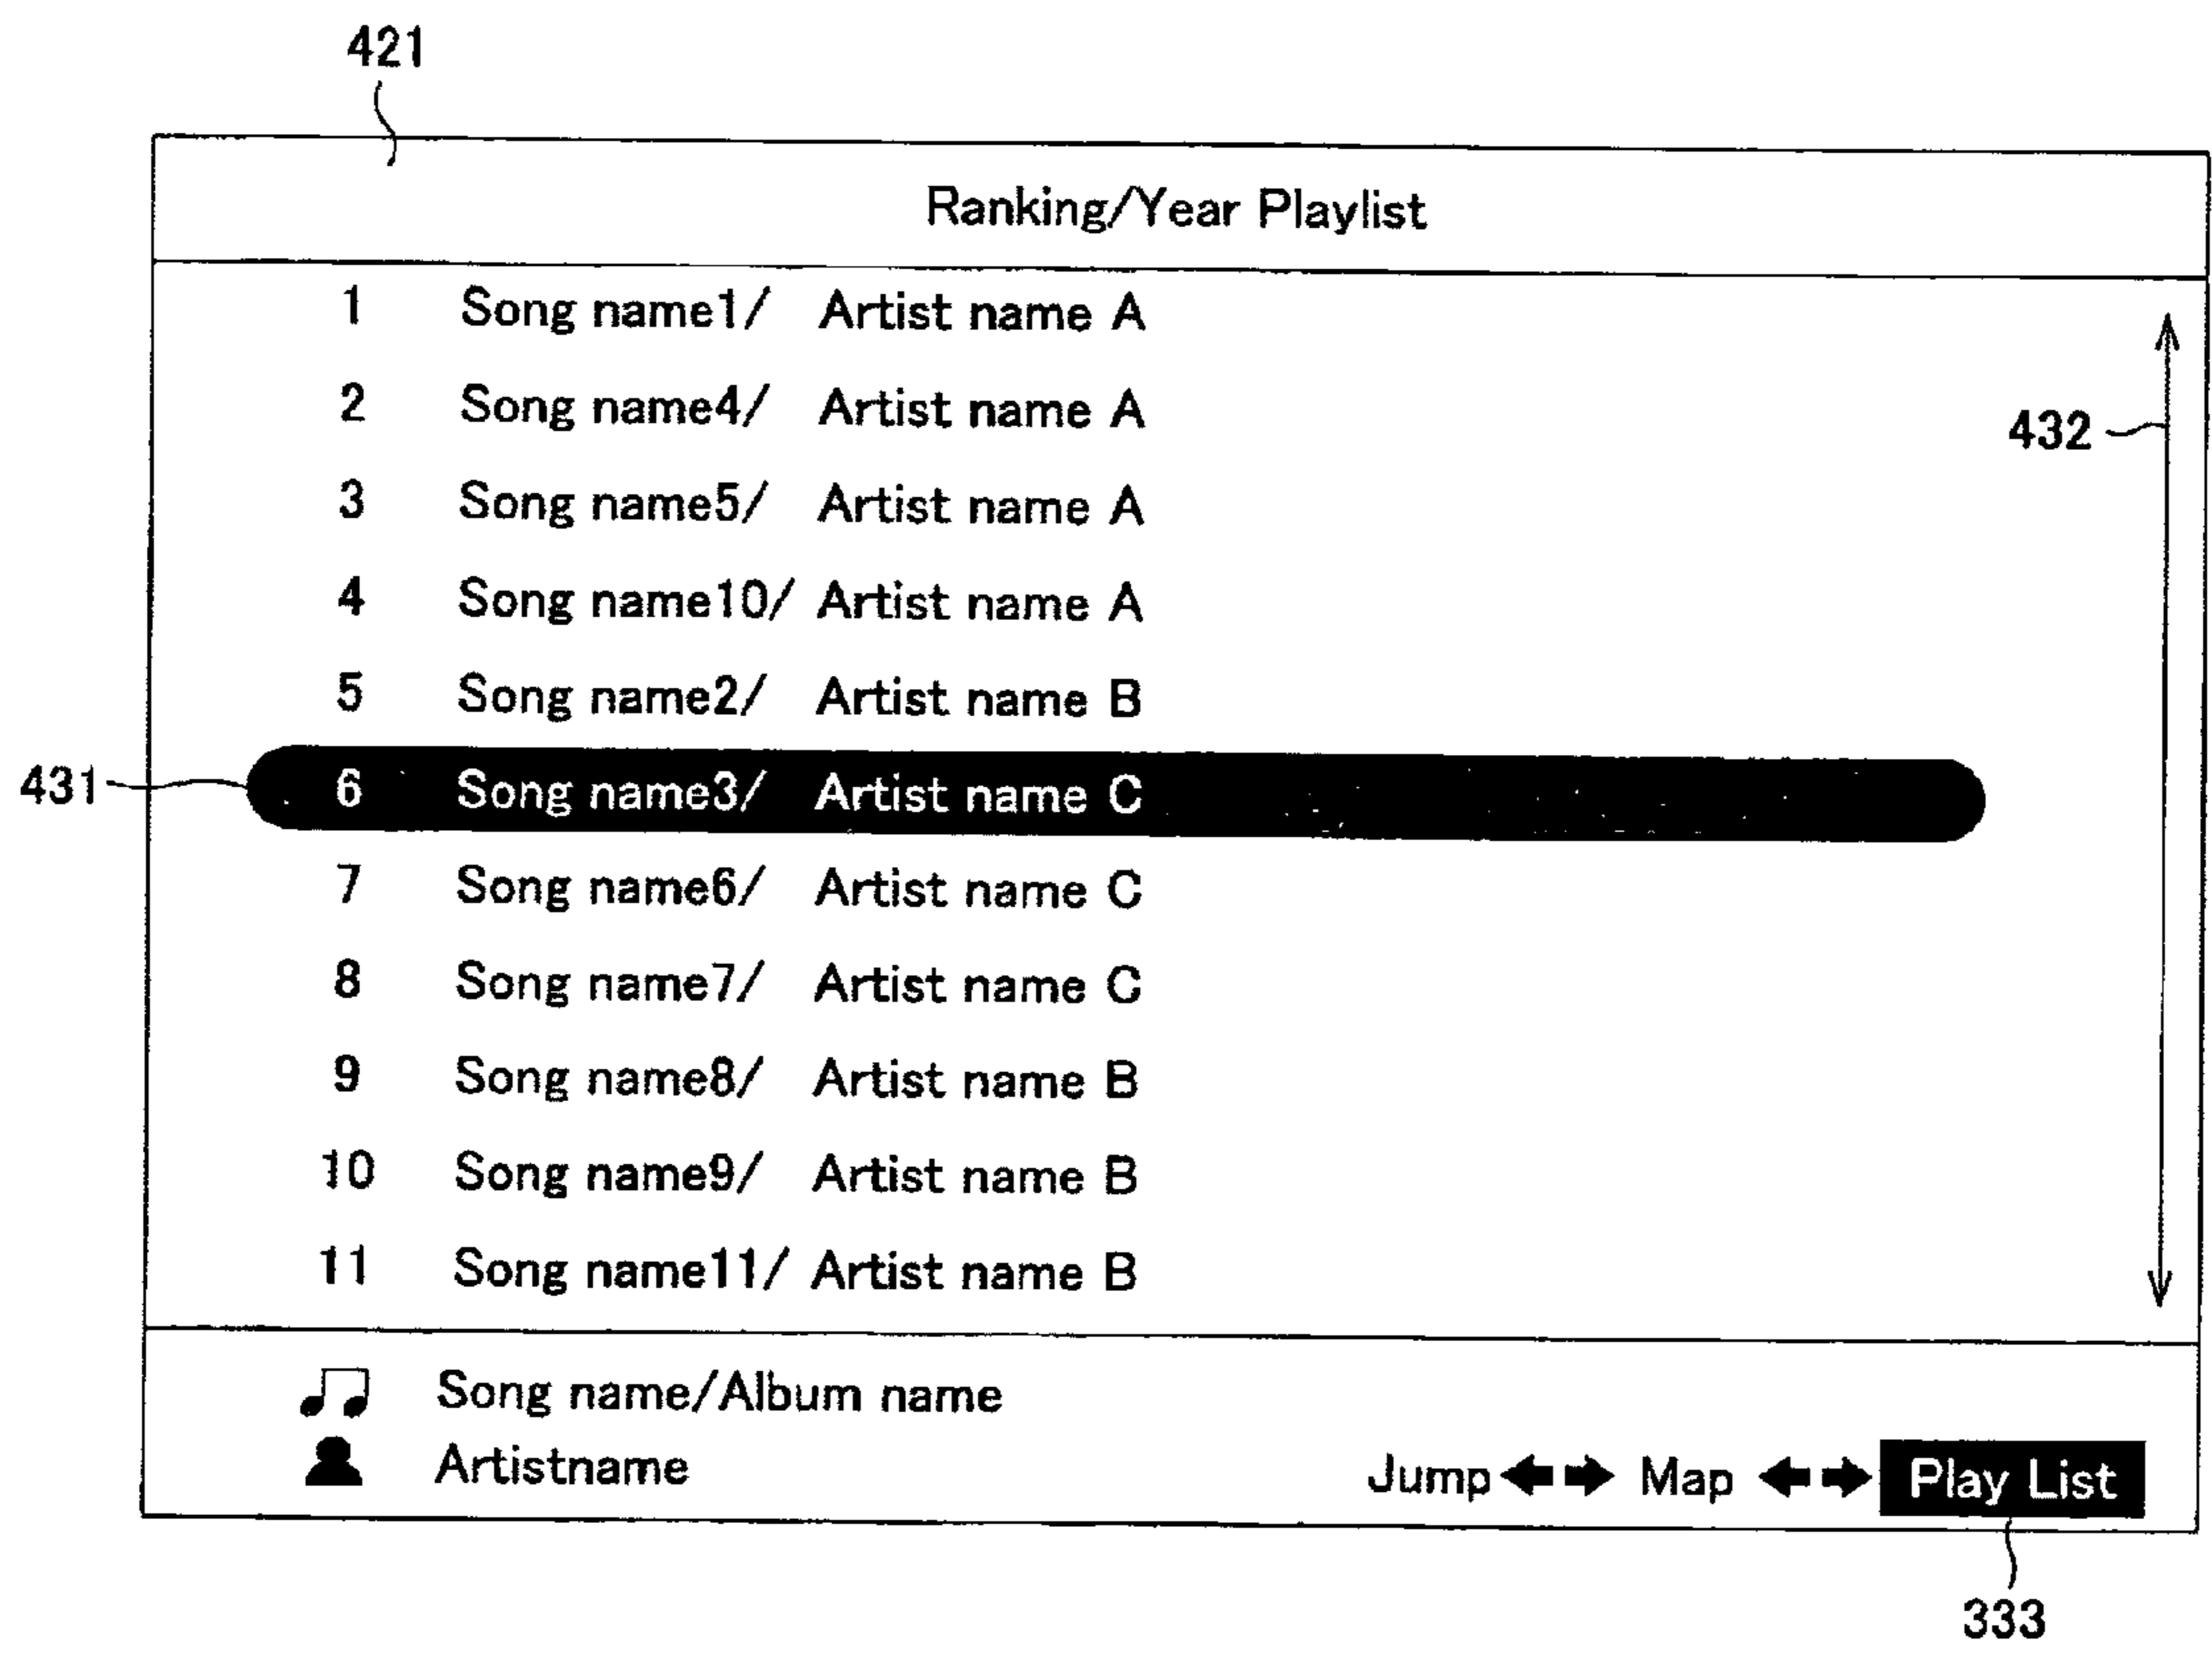 421
Ranking/Year Playlist
1 Song name1/ Artist name A
2 Song name4/ Artist name A
432
3 Song name5/ Artist name A
4 Song name10/ Artist name A
5 Song name2/ Artist name B
431
6 Song name3/ Artist name C
7 Song name6/ Artist name C
8 Song name7/ Artist name C
9 Song name8/ Artist name B
10 Song name9/ Artist name B
11 Song name11/ Artist name B
Song name/Album name
Artistname
Jump Map Play List
333